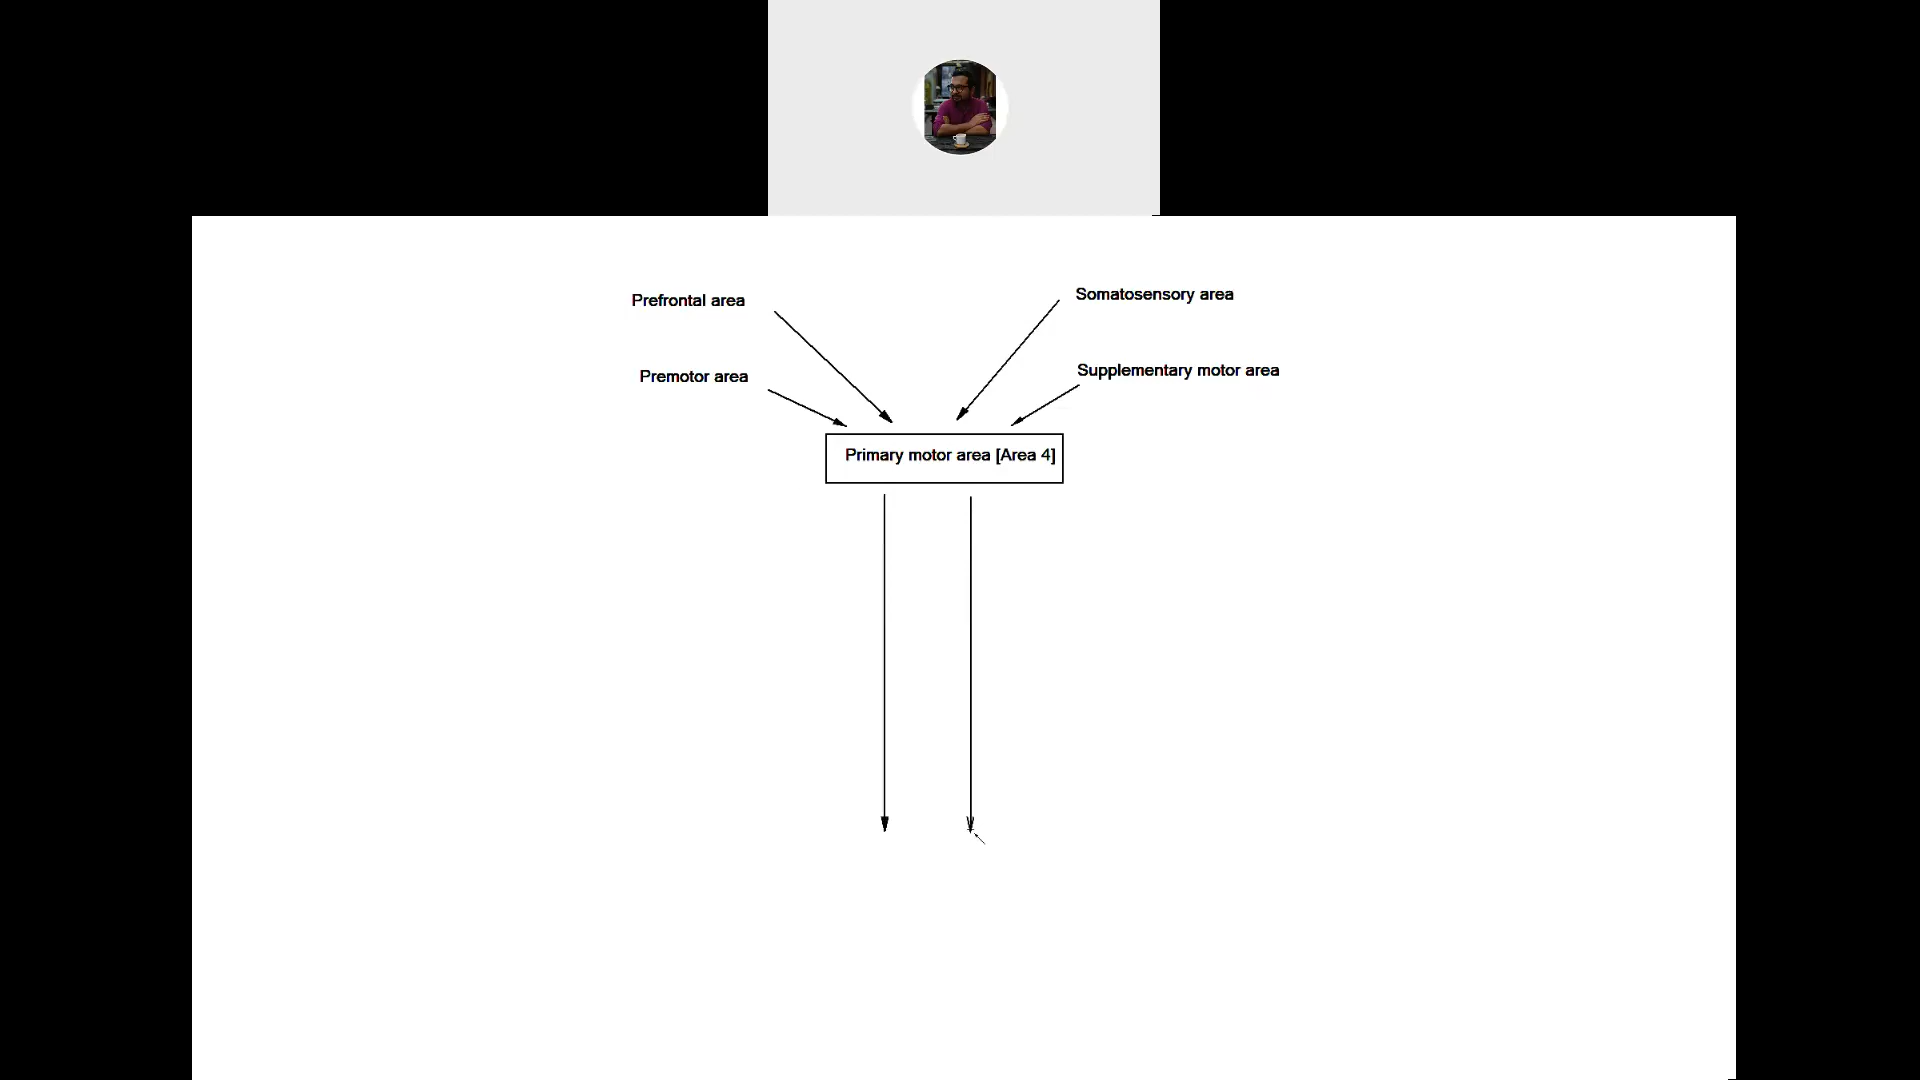 Prefrontal area
Somatosensory area
Premotor area
Supplementary motor area
Primary motor area [Area 4]